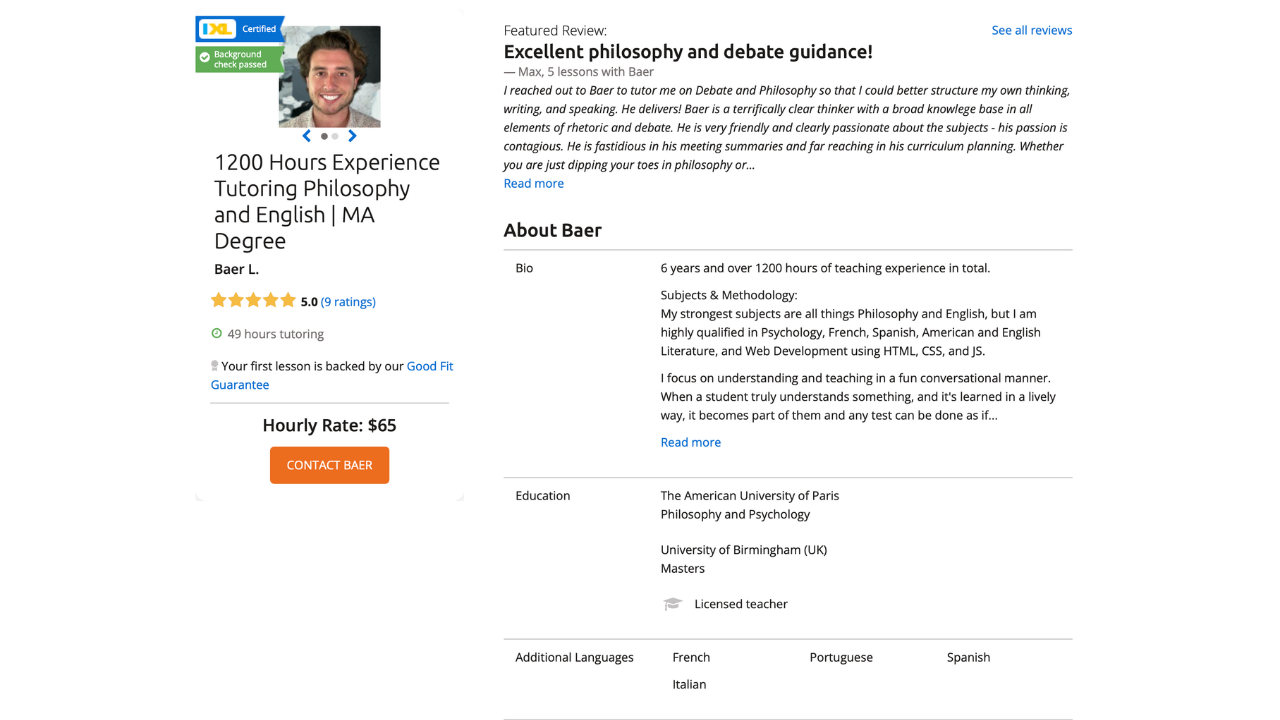 IXL Certified
Background
check passed
1200 Hours Experience
Tutoring Philosophy
and English | MA
Degree
Baer L.
5.0 (9 ratings)
49 hours tutoring
Your first lesson is backed by our Good Fit
Guarantee
Hourly Rate: $65
CONTACT BAER
Featured Review:
See all reviews
Excellent philosophy and debate guidance!
— Max, 5 lessons with Baer
I reached out to Baer to tutor me on Debate and Philosophy so that I could better structure my own thinking,
writing, and speaking. He delivers! Baer is a terrifically clear thinker with a broad knowlege base in all
elements of rhetoric and debate. He is very friendly and clearly passionate about the subjects - his passion is
contagious. He is fastidious in his meeting summaries and far reaching in his curriculum planning. Whether
you are just dipping your toes in philosophy or...
Read more
About Baer
Bio
6 years and over 1200 hours of teaching experience in total.
Subjects & Methodology:
My strongest subjects are all things Philosophy and English, but I am
highly qualified in Psychology, French, Spanish, American and English
Literature, and Web Development using HTML, CSS, and JS.
I focus on understanding and teaching in a fun conversational manner.
When a student truly understands something, and it's learned in a lively
way, it becomes part of them and any test can be done as if...
Read more
Education
The American University of Paris
Philosophy and Psychology
University of Birmingham (UK)
Masters
Licensed teacher
Additional Languages
French Portuguese Spanish
Italian